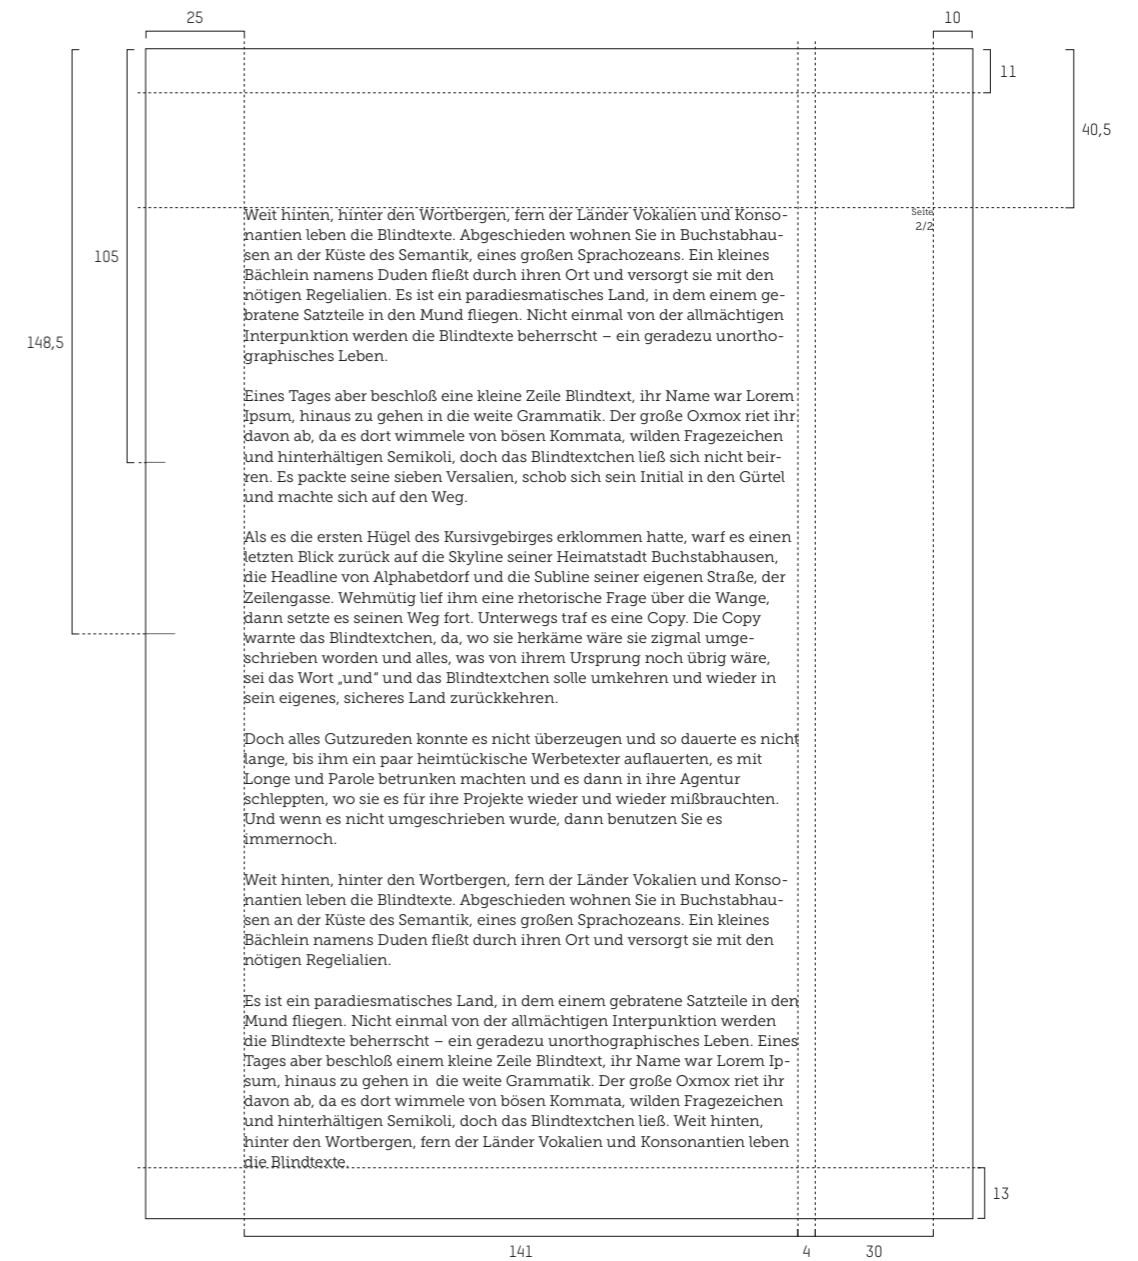 25
10
11
40,5
105
148,5
Weit hinten, hinter den Wortbergen, fern der Länder Vokalien und Konso-
nantien leben die Blindtexte. Abgeschieden wohnen Sie in Buchstabhau-
sen an der Küste des Semantik, eines großen Sprachozeans. Ein kleines
Bächlein namens Duden fließt durch ihren Ort und versorgt sie mit den
nötigen Regelialien. Es ist ein paradiesmatisches Land, in dem einem ge-
bratene Satzteile in den Mund fliegen. Nicht einmal von der allmächtigen
Interpunktion werden die Blindtexte beherrscht – ein geradezu unortho-
graphisches Leben.
Seite
2/2
Eines Tages aber beschloß eine kleine Zeile Blindtext, ihr Name war Lorem
Ipsum, hinaus zu gehen in die weite Grammatik. Der große Oxmox riet ihr
davon ab, da es dort wimmele von bösen Kommata, wilden Fragezeichen
und hinterhältigen Semikoli, doch das Blindtextchen ließ sich nicht beir-
ren. Es packte seine sieben Versalien, schob sich sein Initial in den Gürtel
und machte sich auf den Weg.
Als es die ersten Hügel des Kursivgebirges erklommen hatte, warf es einen
letzten Blick zurück auf die Skyline seiner Heimatstadt Buchstabhausen,
die Headline von Alphabetdorf und die Subline seiner eigenen Straße, der
Zeilengasse. Wehmütig lief ihm eine rhetorische Frage über die Wange,
dann setzte es seinen Weg fort. Unterwegs traf es eine Copy. Die Copy
warnte das Blindtextchen, da, wo sie herkäme wäre sie zigmal umge-
schrieben worden und alles, was von ihrem Ursprung noch übrig wäre,
sei das Wort „und“ und das Blindtextchen solle umkehren und wieder in
sein eigenes, sicheres Land zurückkehren.
Doch alles Gutzureden konnte es nicht überzeugen und so dauerte es nicht
lange, bis ihm ein paar heimtückische Werbetexter auflauerten, es mit
Longe und Parole betrunken machten und es dann in ihre Agentur
schleppten, wo sie es für ihre Projekte wieder und wieder mißbrauchten.
Und wenn es nicht umgeschrieben wurde, dann benutzen Sie es
immernoch.
Weit hinten, hinter den Wortbergen, fern der Länder Vokalien und Konso-
nantien leben die Blindtexte. Abgeschieden wohnen Sie in Buchstabhau-
sen an der Küste des Semantik, eines großen Sprachozeans. Ein kleines
Bächlein namens Duden fließt durch ihren Ort und versorgt sie mit den
nötigen Regelialien.
Es ist ein paradiesmatisches Land, in dem einem gebratene Satzteile in den
Mund fliegen. Nicht einmal von der allmächtigen Interpunktion werden
die Blindtexte beherrscht – ein geradezu unorthographisches Leben. Eines
Tages aber beschloß einem kleine Zeile Blindtext, ihr Name war Lorem Ip-
sum, hinaus zu gehen in die weite Grammatik. Der große Oxmox riet ihr
davon ab, da es dort wimmele von bösen Kommata, wilden Fragezeichen
und hinterhältigen Semikoli, doch das Blindtextchen ließ. Weit hinten,
hinter den Wortbergen, fern der Länder Vokalien und Konsonantien leben
die Blindtexte.
13
141
4
30